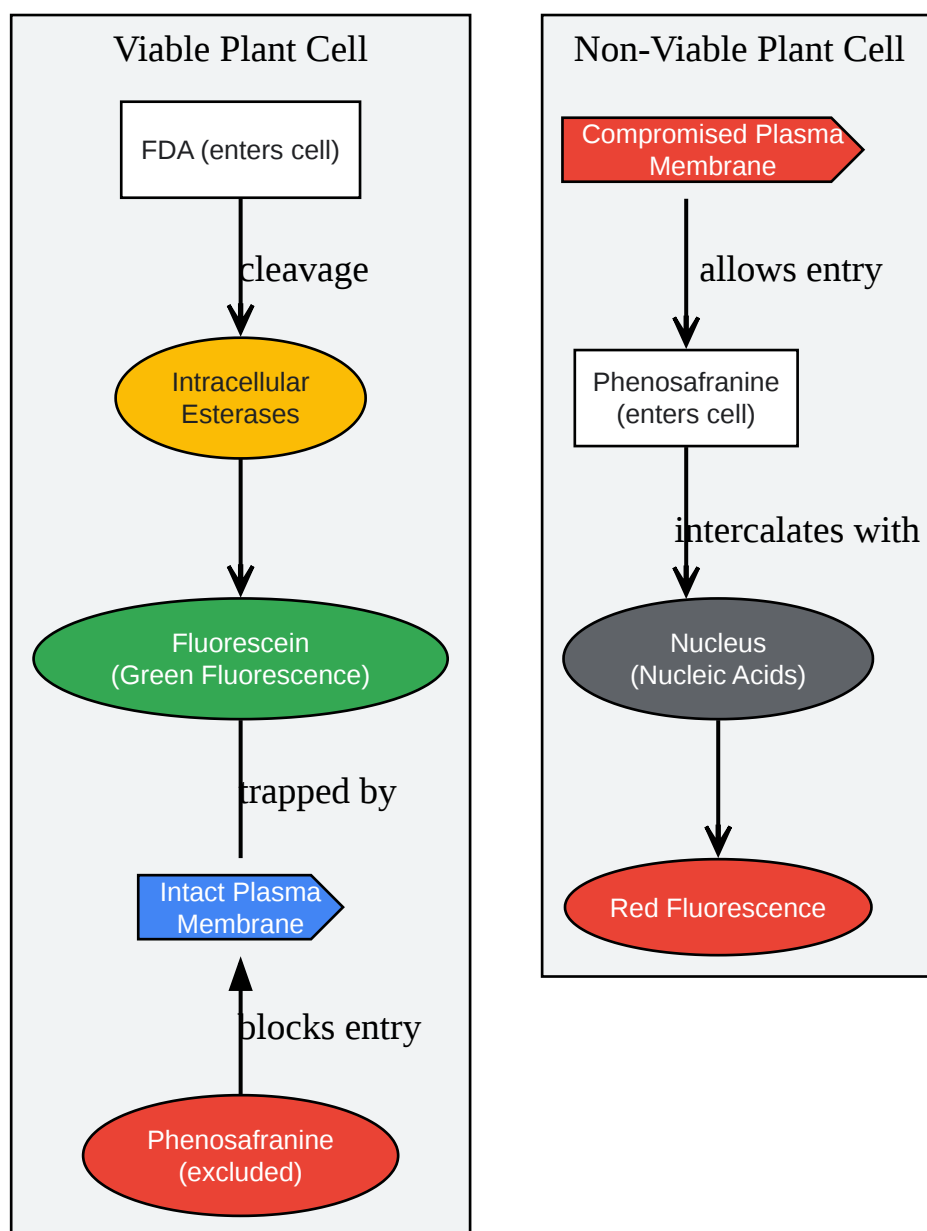 Viable Plant Cell
FDA (enters cell)
cleavage
Intracellular
Esterases
Fluorescein
(Green Fluorescence)
trapped by
Intact Plasma
Membrane
blocks entry
Phenosafranine
(excluded)
Non-Viable Plant Cell
Compromised Plasma
Membrane
allows entry
Phenosafranine
(enters cell)
intercalates with
Nucleus
(Nucleic Acids)
Red Fluorescence